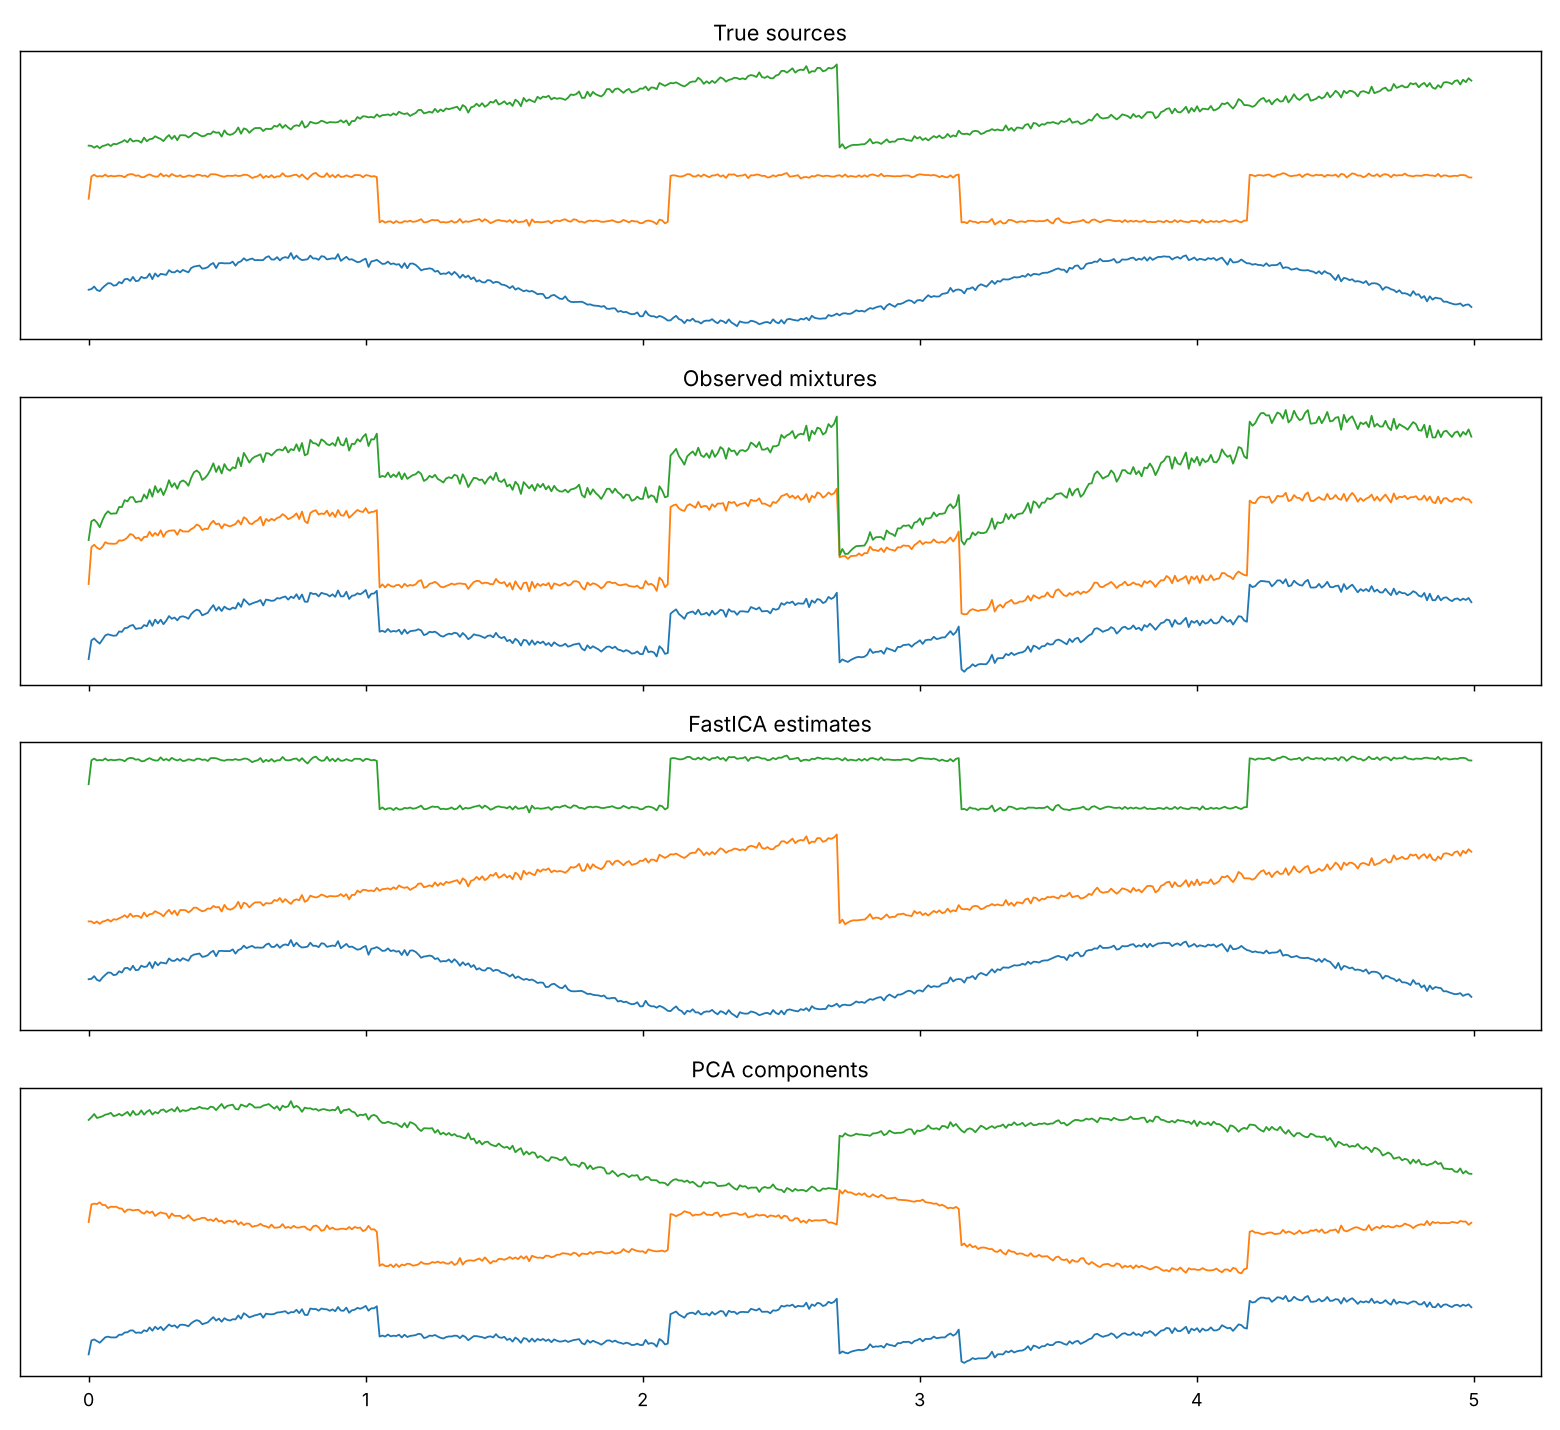 True sources
Observed mixtures
FastICA estimates
PCA components
0 1 2 3 4 5